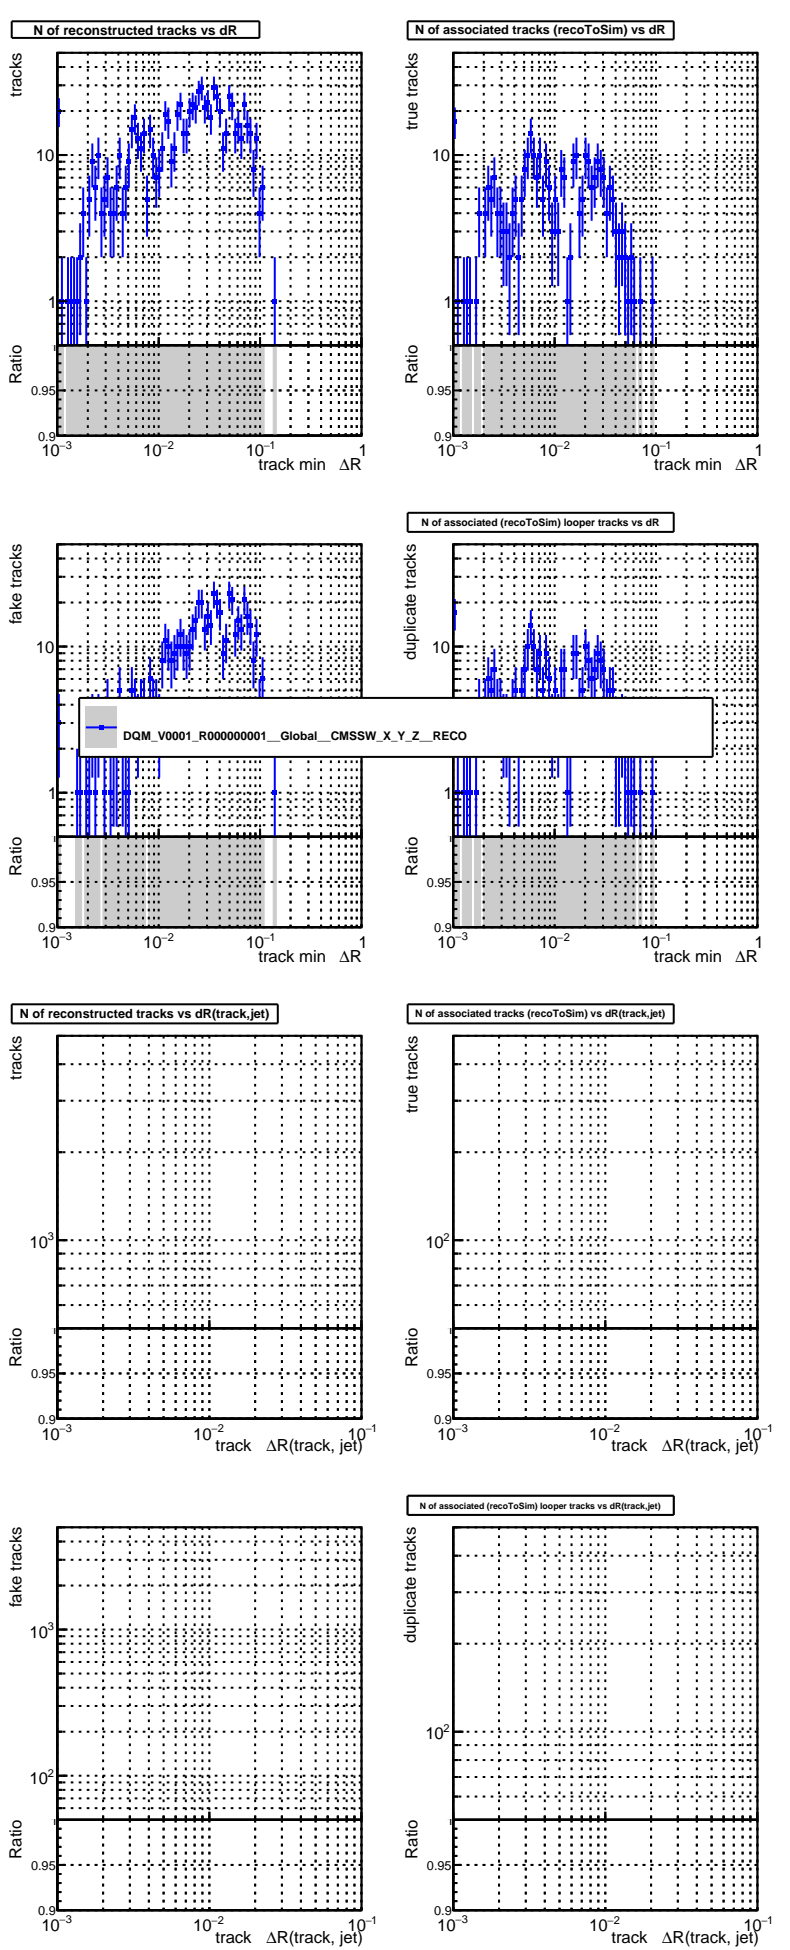 N of reconstructed tracks vs dR
tracks
10
1
Ratio
0.95
0.9
10⁻³ 10⁻² 10⁻¹ 1
track min ΔR
N of associated tracks (recoToSim) vs dR
true tracks
10
1
Ratio
0.95
0.9
10⁻³ 10⁻² 10⁻¹ 1
track min ΔR
fake tracks
10
1
Ratio
0.95
0.9
10⁻³ 10⁻² 10⁻¹ 1
track min ΔR
N of associated (recoToSim) looper tracks vs dR
duplicate tracks
10
1
Ratio
0.95
0.9
10⁻³ 10⁻² 10⁻¹ 1
track min ΔR
DQM_V0001_R000000001__Global__CMSSW_X_Y_Z__RECO
N of reconstructed tracks vs dR(track,jet)
tracks
10³
Ratio
0.95
0.9
10⁻³ 10⁻² 10⁻¹
track ΔR(track, jet)
N of associated tracks (recoToSim) vs dR(track,jet)
true tracks
10²
Ratio
0.95
0.9
10⁻³ 10⁻² 10⁻¹
track ΔR(track, jet)
fake tracks
10³
10²
Ratio
0.95
0.9
10⁻³ 10⁻² 10⁻¹
track ΔR(track, jet)
N of associated (recoToSim) looper tracks vs dR(track,jet)
duplicate tracks
10²
Ratio
0.95
0.9
10⁻³ 10⁻² 10⁻¹
track ΔR(track, jet)